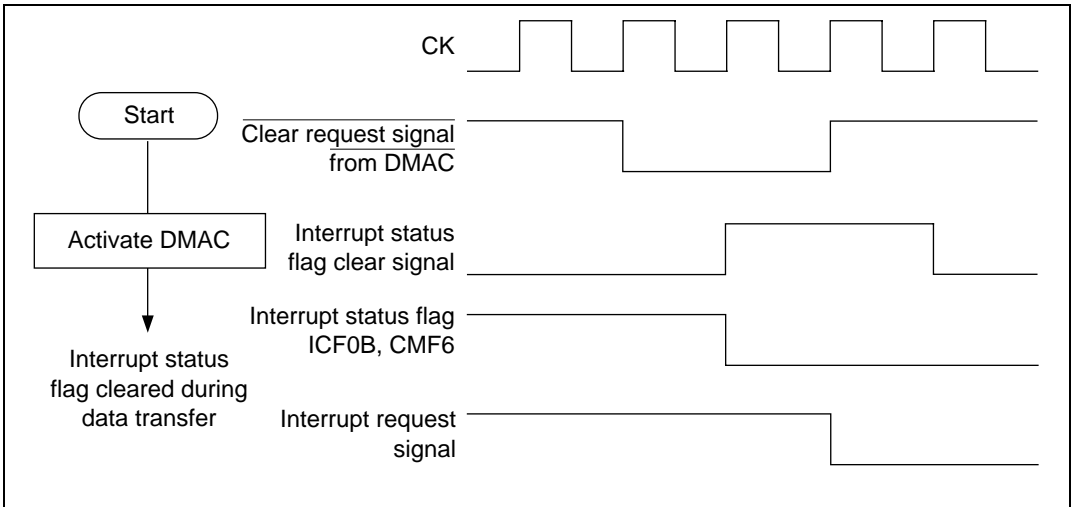 CK
Start
Clear request signal
from DMAC
Activate DMAC
Interrupt status
flag clear signal
Interrupt status flag
ICF0B, CMF6
Interrupt status
flag cleared during
data transfer
Interrupt request
signal